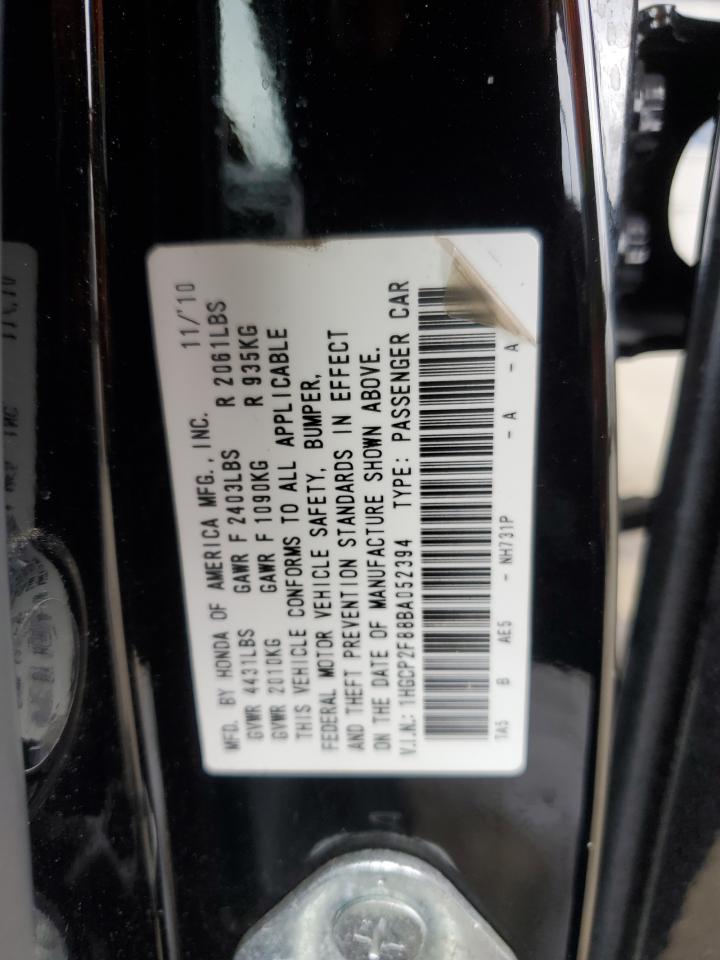 MFD. BY HONDA OF AMERICA MFG., INC. 11/'10
GVWR 4431LBS GAWR F 2403LBS R 2061LBS
GVWR 2010KG GAWR F 1090KG R 935KG
THIS VEHICLE CONFORMS TO ALL APPLICABLE
FEDERAL MOTOR VEHICLE SAFETY, BUMPER,
AND THEFT PREVENTION STANDARDS IN EFFECT
ON THE DATE OF MANUFACTURE SHOWN ABOVE.
V.I.N.: 1HGCP2F88BA052394 TYPE: PASSENGER CAR
TA5 B AE5 - NH731P - A - A